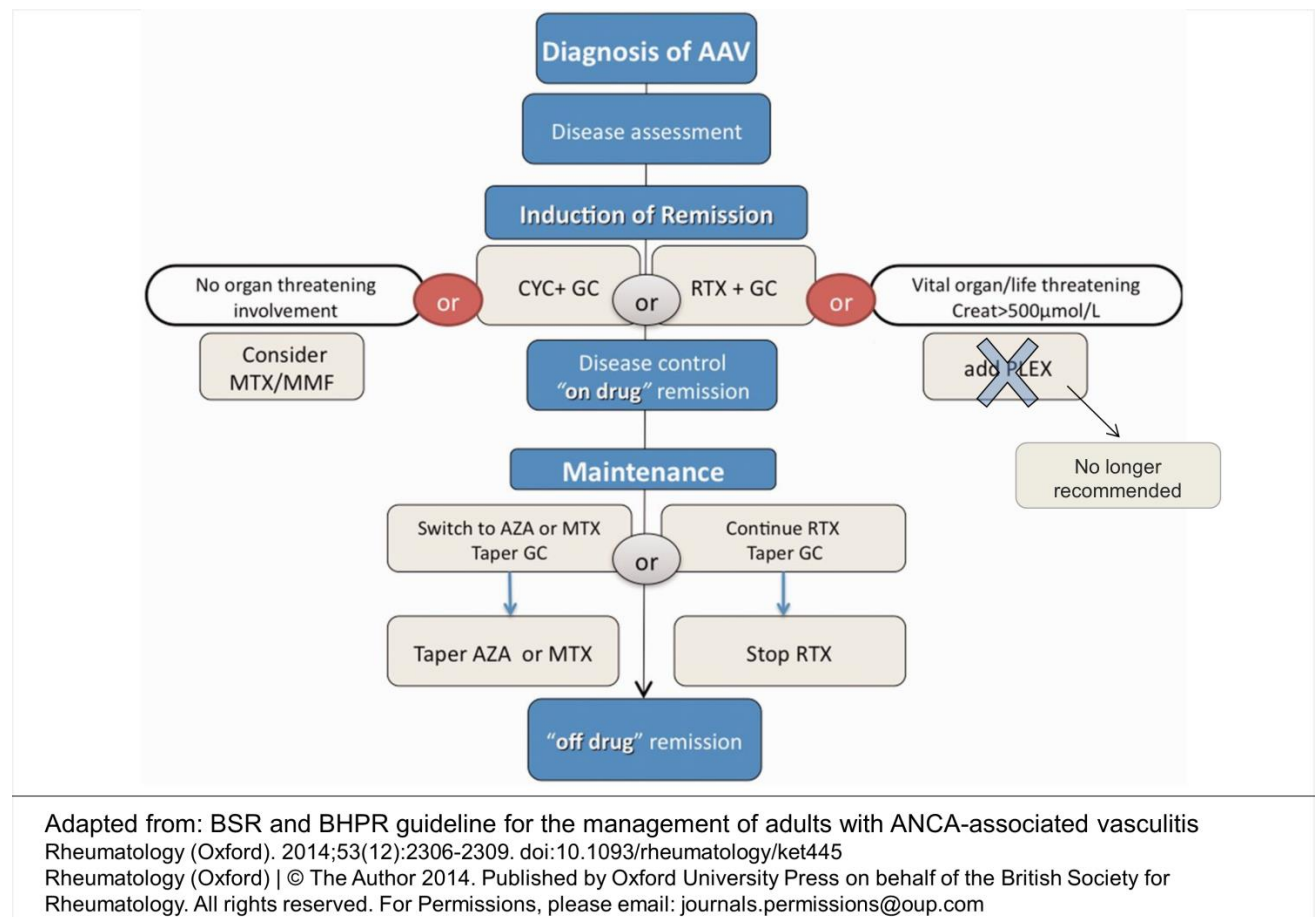 Diagnosis of AAV
Disease assessment
Induction of Remission
No organ threatening
involvement
or
CYC+ GC
or
RTX + GC
or
Vital organ/life threatening
Creat>500µmol/L
Consider
MTX/MMF
Disease control
“on drug” remission
add PLEX
No longer
recommended
Maintenance
Switch to AZA or MTX
Taper GC
or
Continue RTX
Taper GC
Taper AZA or MTX
Stop RTX
“off drug” remission
Adapted from: BSR and BHPR guideline for the management of adults with ANCA-associated vasculitis
Rheumatology (Oxford). 2014;53(12):2306-2309. doi:10.1093/rheumatology/ket445
Rheumatology (Oxford) | © The Author 2014. Published by Oxford University Press on behalf of the British Society for
Rheumatology. All rights reserved. For Permissions, please email: journals.permissions@oup.com